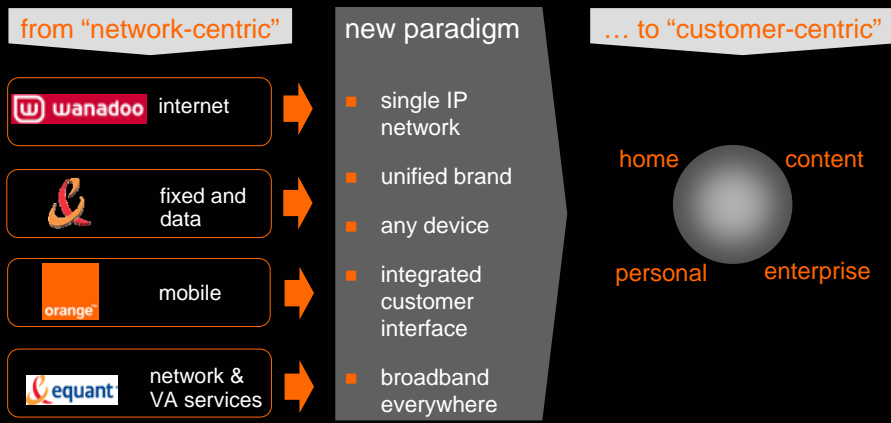 from “network-centric”
new paradigm
… to “customer-centric”
wanadoo
internet
fixed and
data
orange™
mobile
equant
network &
VA services
■ single IP
network
■ unified brand
■ any device
■ integrated
customer
interface
■ broadband
everywhere
home
content
personal
enterprise